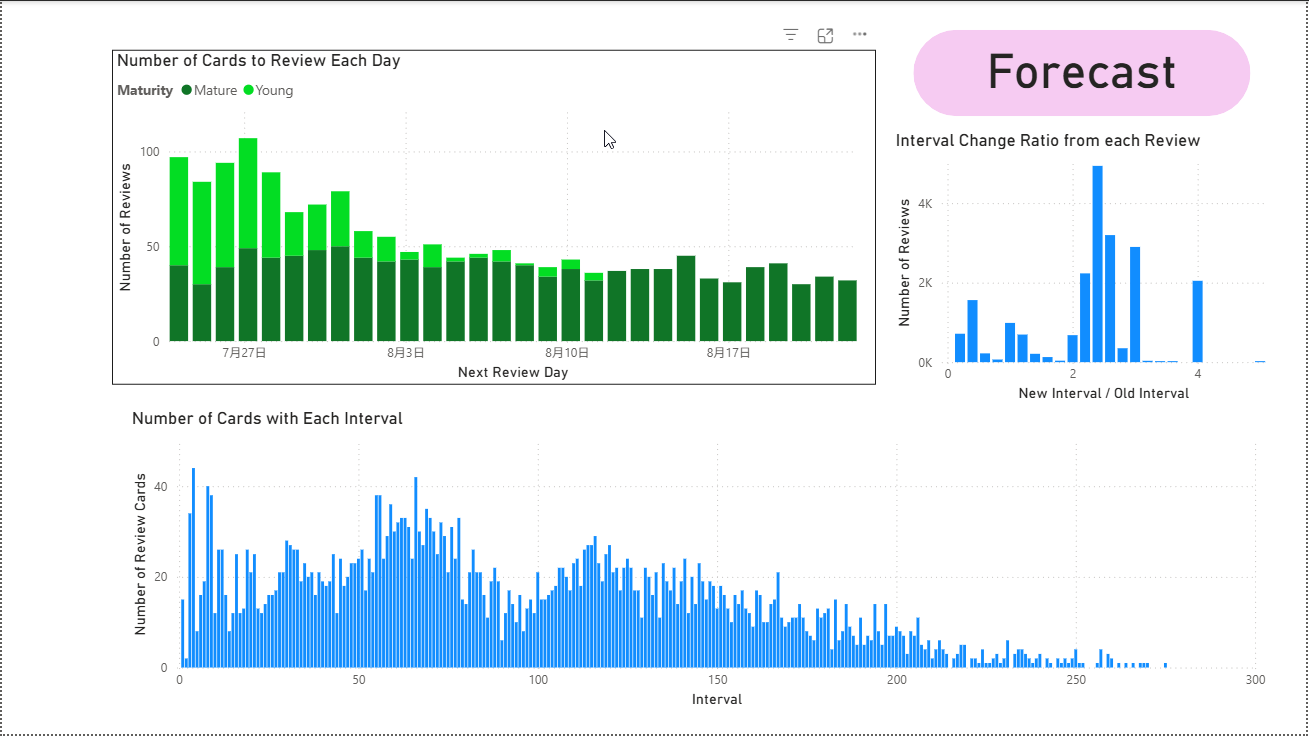 Forecast
Number of Cards to Review Each Day
Maturity Mature Young
Number of Reviews
100
50
0
7月27日 8月3日 8月10日 8月17日
Next Review Day
Interval Change Ratio from each Review
Number of Reviews
4K
2K
0K
0 2 4
New Interval / Old Interval
Number of Cards with Each Interval
Number of Review Cards
40
20
0
0 50 100 150 200 250 300
Interval